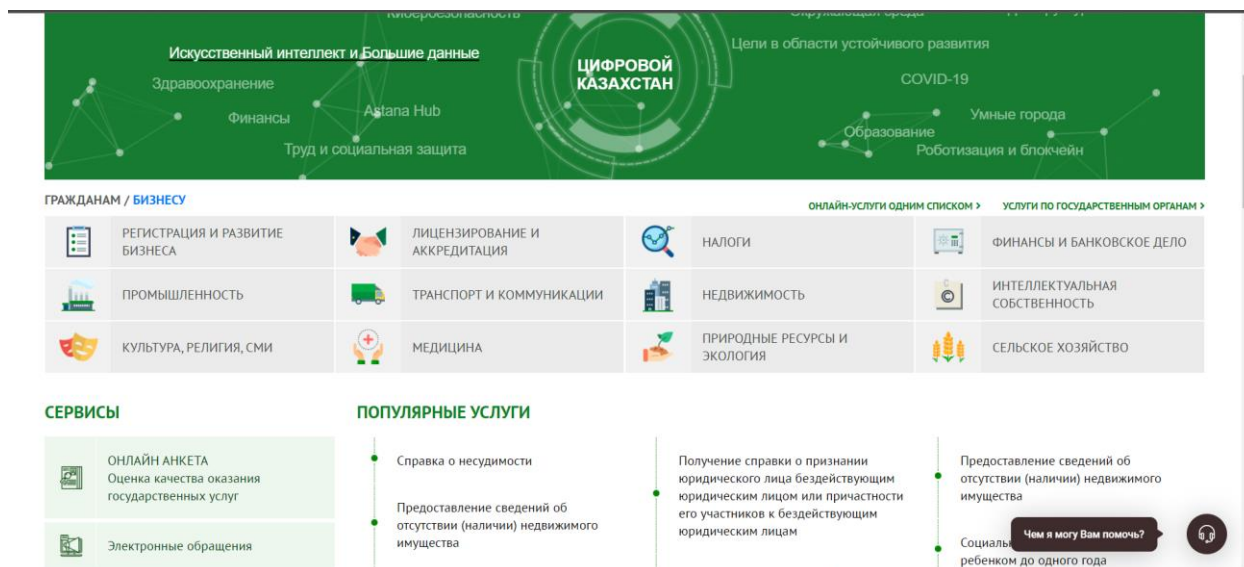 Кибербезопасность
Окружающая среда
Искусственный интеллект и Большие данные
Цели в области устойчивого развития
ЦИФРОВОЙ
КАЗАХСТАН
Здравоохранение
COVID-19
Astana Hub
Финансы
Умные города
Образование
Труд и социальная защита
Роботизация и блокчейн
ГРАЖДАНАМ / БИЗНЕСУ
ОНЛАЙН-УСЛУГИ ОДНИМ СПИСКОМ >
УСЛУГИ ПО ГОСУДАРСТВЕННЫМ ОРГАНАМ >
РЕГИСТРАЦИЯ И РАЗВИТИЕ
БИЗНЕСА
ЛИЦЕНЗИРОВАНИЕ И
АККРЕДИТАЦИЯ
НАЛОГИ
ФИНАНСЫ И БАНКОВСКОЕ ДЕЛО
ПРОМЫШЛЕННОСТЬ
ТРАНСПОРТ И КОММУНИКАЦИИ
НЕДВИЖИМОСТЬ
ИНТЕЛЛЕКТУАЛЬНАЯ
СОБСТВЕННОСТЬ
КУЛЬТУРА, РЕЛИГИЯ, СМИ
МЕДИЦИНА
ПРИРОДНЫЕ РЕСУРСЫ И
ЭКОЛОГИЯ
СЕЛЬСКОЕ ХОЗЯЙСТВО
СЕРВИСЫ
ОНЛАЙН АНКЕТА
Оценка качества оказания
государственных услуг
Электронные обращения
ПОПУЛЯРНЫЕ УСЛУГИ
Справка о несудимости
Предоставление сведений об
отсутствии (наличии) недвижимого
имущества
Получение справки о признании
юридического лица бездействующим
юридическим лицом или причастности
его участников к бездействующим
юридическим лицам
Предоставление сведений об
отсутствии (наличии) недвижимого
имущества
ребенком до одного года
Чем я могу Вам помочь?